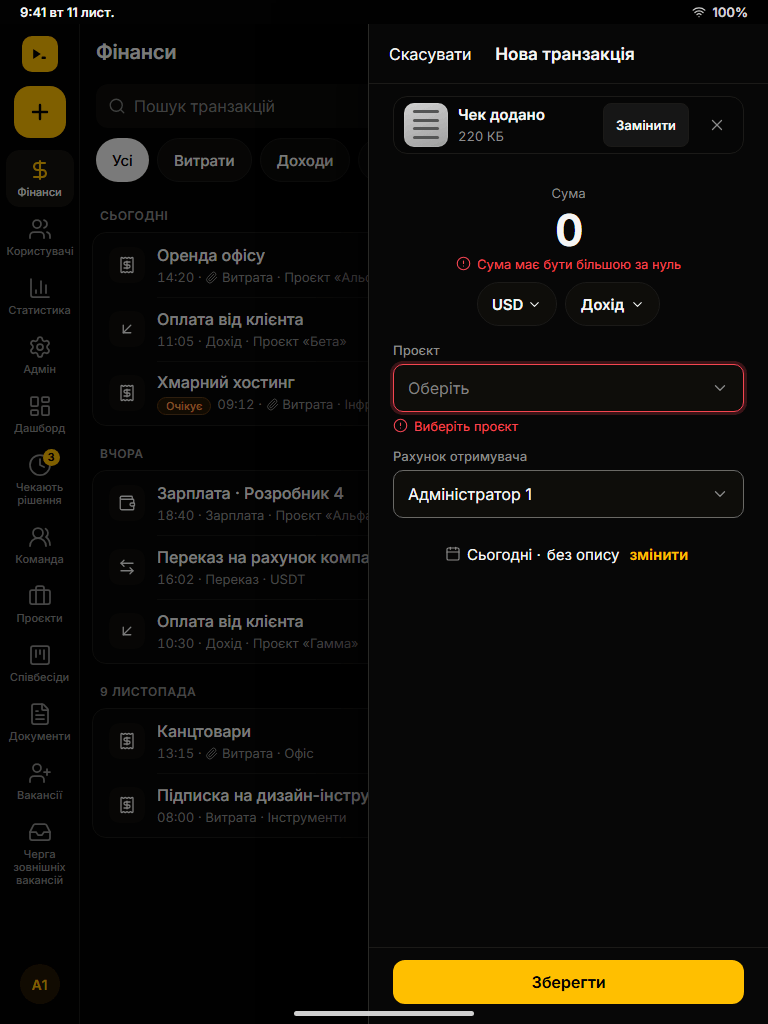 9:41 вт 11 лист.
100%
Фінанси
Користувачі
Статистика
Адмін
Дашборд
3
Чекають
рішення
Команда
Проєкти
Співбесіди
Документи
Вакансії
Черга
зовнішніх
вакансій
А1
Фінанси
Пошук транзакцій
Усі
Витрати
Доходи
СЬОГОДНІ
Оренда офісу
14:20 · Витрата · Проєкт «Альф
Оплата від клієнта
11:05 · Дохід · Проєкт «Бета»
Хмарний хостинг
Очікує 09:12 · Витрата · Інфр
ВЧОРА
Зарплата · Розробник 4
18:40 · Зарплата · Проєкт «Альфа
Переказ на рахунок компа
16:02 · Переказ · USDT
Оплата від клієнта
10:30 · Дохід · Проєкт «Гамма»
9 ЛИСТОПАДА
Канцтовари
13:15 · Витрата · Офіс
Підписка на дизайн-інстру
08:00 · Витрата · Інструменти
Скасувати
Нова транзакція
Чек додано
220 КБ
Замінити
Сума
0
Сума має бути більшою за нуль
USD
Дохід
Проєкт
Оберіть
Виберіть проєкт
Рахунок отримувача
Адміністратор 1
Сьогодні · без опису змінити
Зберегти